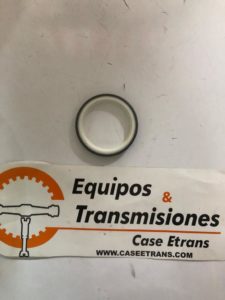 Equipos &
Transmisiones
Case Etrans
WWW.CASEETRANS.COM